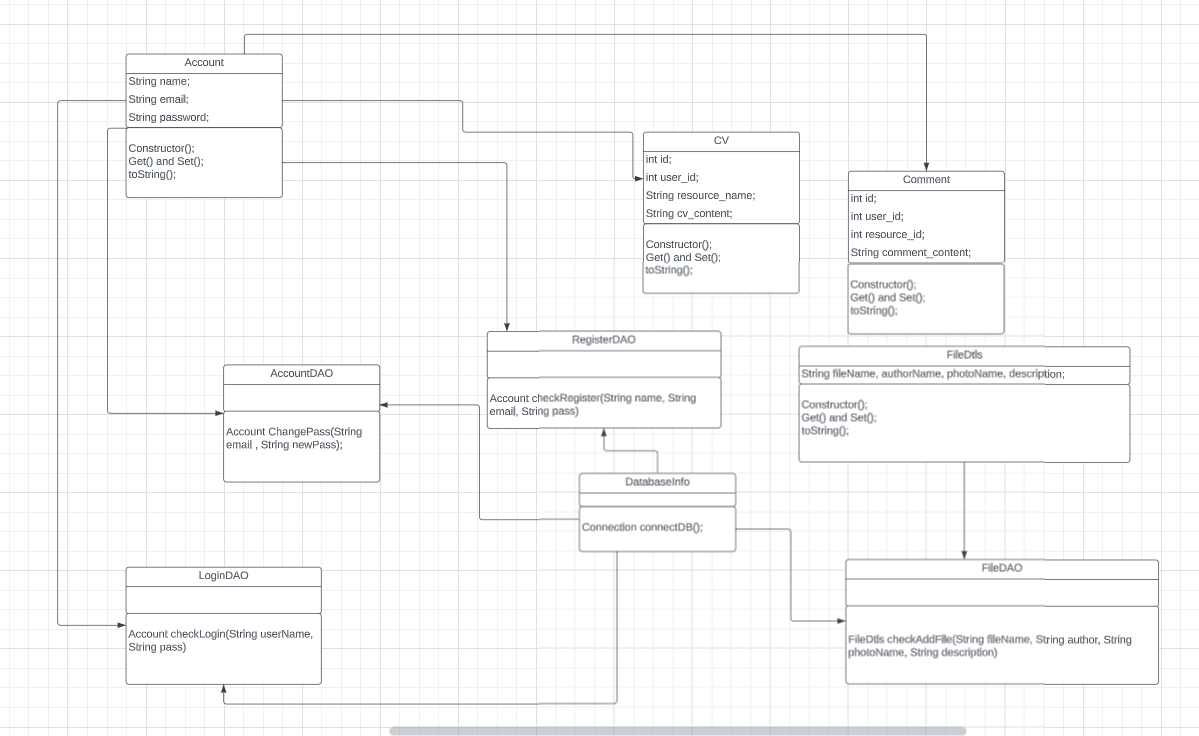 Account
String name;
String email;
String password;
Constructor();
Get() and Set();
toString();
CV
int id;
int user_id;
String resource_name;
String cv_content;
Constructor();
Get() and Set();
toString();
Comment
int id;
int user_id;
int resource_id;
String comment_content;
Constructor();
Get() and Set();
toString();
RegisterDAO
Account checkRegister(String name, String
email, String pass)
FileDtls
String fileName, authorName, photoName, description;
Constructor();
Get() and Set();
toString();
AccountDAO
Account ChangePass(String
email , String newPass);
DatabaseInfo
Connection connectDB();
LoginDAO
Account checkLogin(String userName,
String pass)
FileDAO
FileDtls checkAddFile(String fileName, String author, String
photoName, String description)